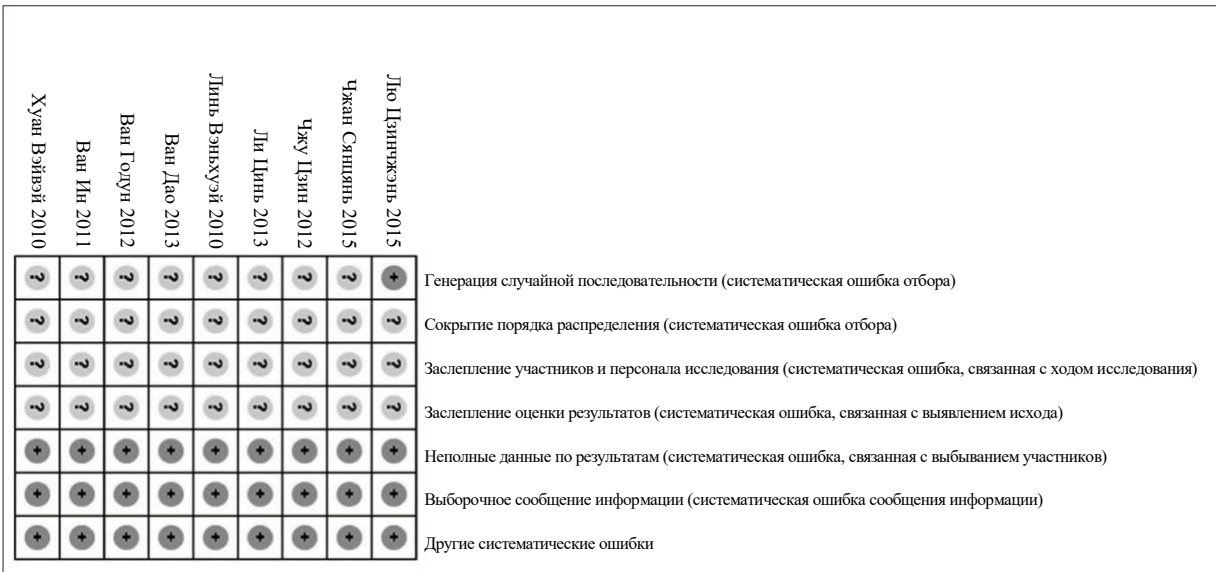 Хуан Вэйвэй 2010
Ван Ин 2011
Ван Годун 2012
Ван Дао 2013
Линь Вэньхуэй 2010
Ли Цинь 2013
Чжу Цзин 2012
Чжан Сянцянь 2015
Лю Цзинчжэнь 2015
? ? ? ? ? ? ? ? + Генерация случайной последовательности (систематическая ошибка отбора)
? ? ? ? ? ? ? ? ? Сокрытие порядка распределения (систематическая ошибка отбора)
? ? ? ? ? ? ? ? ? Заслепление участников и персонала исследования (систематическая ошибка, связанная с ходом исследования)
? ? ? ? ? ? ? ? ? Заслепление оценки результатов (систематическая ошибка, связанная с выявлением исхода)
+ + + + + + + + + Неполные данные по результатам (систематическая ошибка, связанная с выбыванием участников)
+ + + + + + + + + Выборочное сообщение информации (систематическая ошибка сообщения информации)
+ + + + + + + + + Другие систематические ошибки